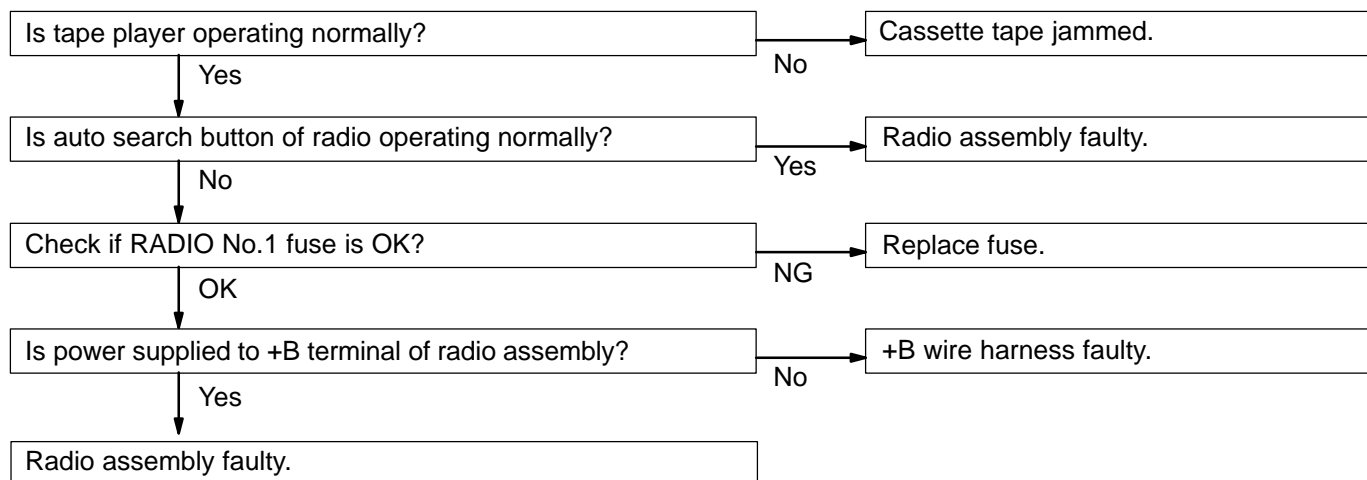 Is tape player operating normally?
No
Cassette tape jammed.
Yes
Is auto search button of radio operating normally?
Yes
Radio assembly faulty.
No
Check if RADIO No.1 fuse is OK?
NG
Replace fuse.
OK
Is power supplied to +B terminal of radio assembly?
No
+B wire harness faulty.
Yes
Radio assembly faulty.